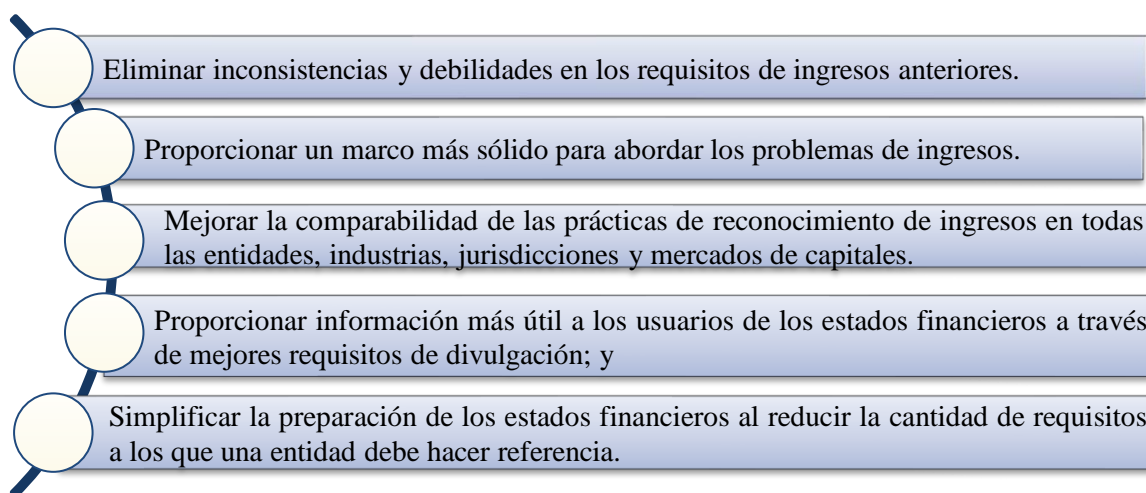 Eliminar inconsistencias y debilidades en los requisitos de ingresos anteriores.
Proporcionar un marco más sólido para abordar los problemas de ingresos.
Mejorar la comparabilidad de las prácticas de reconocimiento de ingresos en todas
las entidades, industrias, jurisdicciones y mercados de capitales.
Proporcionar información más útil a los usuarios de los estados financieros a través
de mejores requisitos de divulgación; y
Simplificar la preparación de los estados financieros al reducir la cantidad de requisitos
a los que una entidad debe hacer referencia.